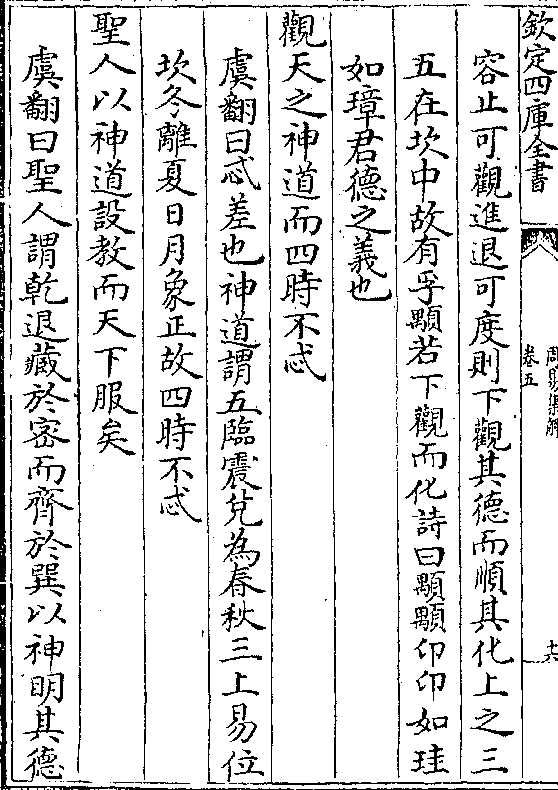 欽定四庫全書
周易集解
卷五
十六
容止可觀進退可度則下觀其德而順其化上之三
五在坎中故有孚顒若下觀而化詩曰顒顒卬卬如珪
如璋君德之義也
觀天之神道而四時不忒
虞翻曰忒差也神道謂五臨震兌為春秋三上易位
坎冬離夏日月象正故四時不忒
聖人以神道設教而天下服矣
虞翻曰聖人謂乾退藏於密而齊於巽以神明其德